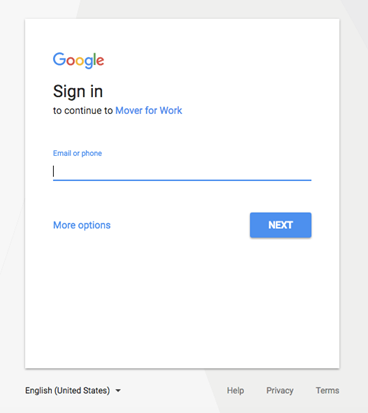 Google
Sign in
to continue to Mover for Work
Email or phone
More options
NEXT
English (United States)
Help
Privacy
Terms